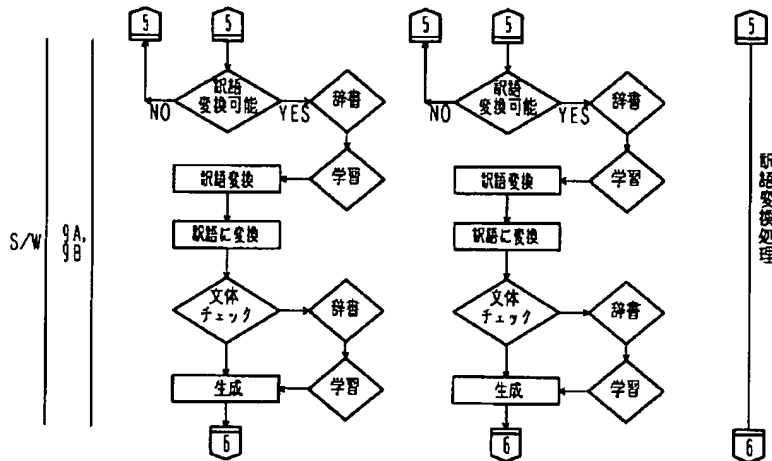 5
5
5
5
5
訳語
変換可能
NO
YES
辞書
訳語
変換可能
NO
YES
辞書
学習
訳語変換
学習
訳語変換
S/W
9A,
9B
訳語に変換
訳語に変換
訳語変換処理
文体
チェック
辞書
文体
チェック
辞書
生成
学習
生成
学習
6
6
6